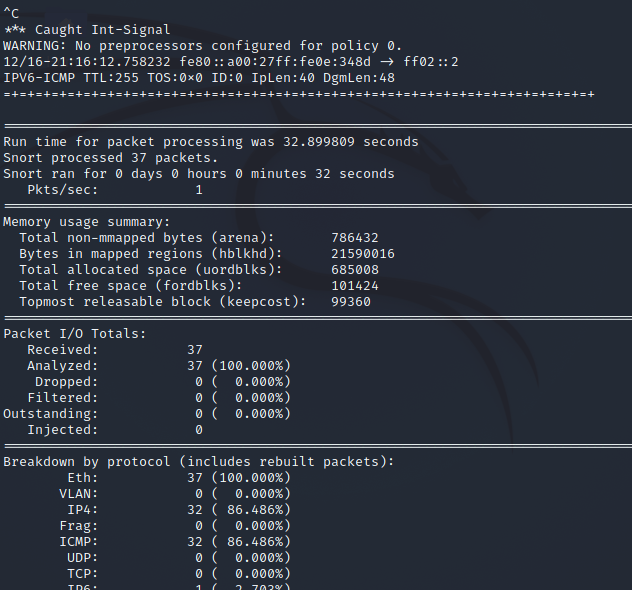 ^C
*** Caught Int-Signal
WARNING: No preprocessors configured for policy 0.
12/16-21:16:12.758232 fe80::a00:27ff:fe0e:348d -> ff02::2
IPV6-ICMP TTL:255 TOS:0×0 ID:0 IpLen:40 DgmLen:48
=+=+=+=+=+=+=+=+=+=+=+=+=+=+=+=+=+=+=+=+=+=+=+=+=+=+=+=+=+=+=+=+=+=+=+=+=+
===============================================================================
Run time for packet processing was 32.899809 seconds
Snort processed 37 packets.
Snort ran for 0 days 0 hours 0 minutes 32 seconds
   Pkts/sec:            1
===============================================================================
Memory usage summary:
  Total non-mmapped bytes (arena):       786432
  Bytes in mapped regions (hblkhd):      21590016
  Total allocated space (uordblks):      685008
  Total free space (fordblks):           101424
  Topmost releasable block (keepcost):   99360
===============================================================================
Packet I/O Totals:
   Received:           37
   Analyzed:           37 (100.000%)
    Dropped:            0 (  0.000%)
   Filtered:            0 (  0.000%)
Outstanding:            0 (  0.000%)
   Injected:            0
===============================================================================
Breakdown by protocol (includes rebuilt packets):
        Eth:           37 (100.000%)
       VLAN:            0 (  0.000%)
        IP4:           32 ( 86.486%)
       Frag:            0 (  0.000%)
       ICMP:           32 ( 86.486%)
        UDP:            0 (  0.000%)
        TCP:            0 (  0.000%)
        IP6:            1 (  2.703%)